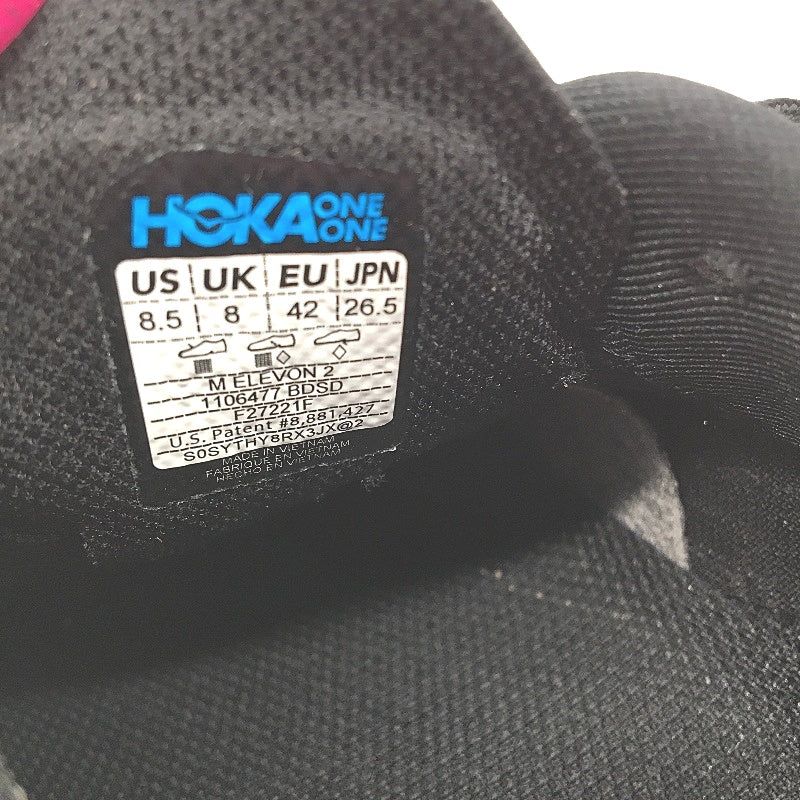 HOKA ONE ONE
US UK EU JPN
8.5 8 42 26.5
M ELEVON 2
1106477 BDSD
F27221F
U.S. Patent #8,881,427
S0SYTHY8RX3JX@2
MADE IN VIETNAM
FABRIQUE EN VIETNAM
HECHO EN VIETNAM